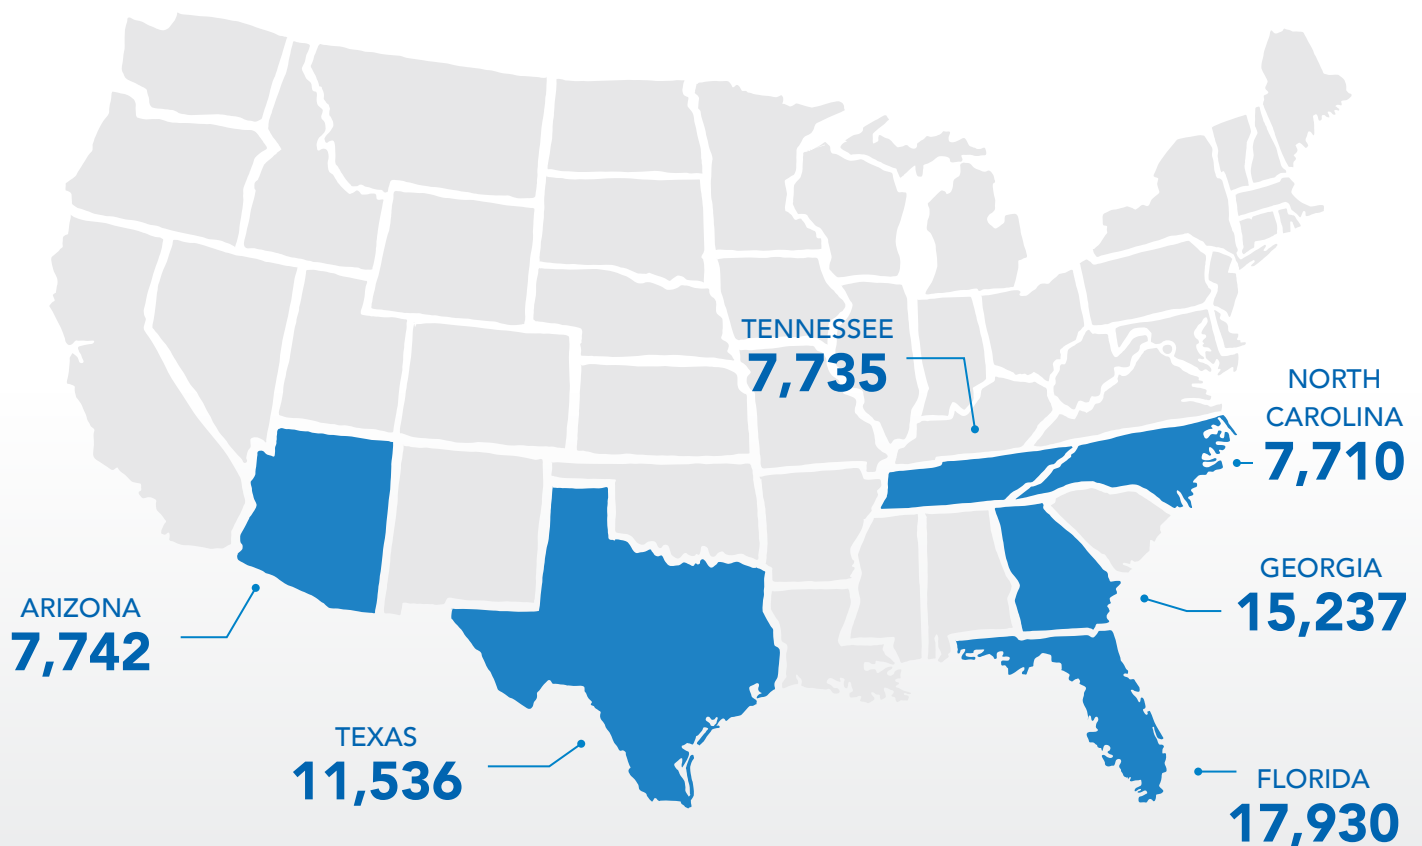 TENNESSEE
7,735
NORTH
CAROLINA
7,710
GEORGIA
15,237
ARIZONA
7,742
TEXAS
11,536
FLORIDA
17,930